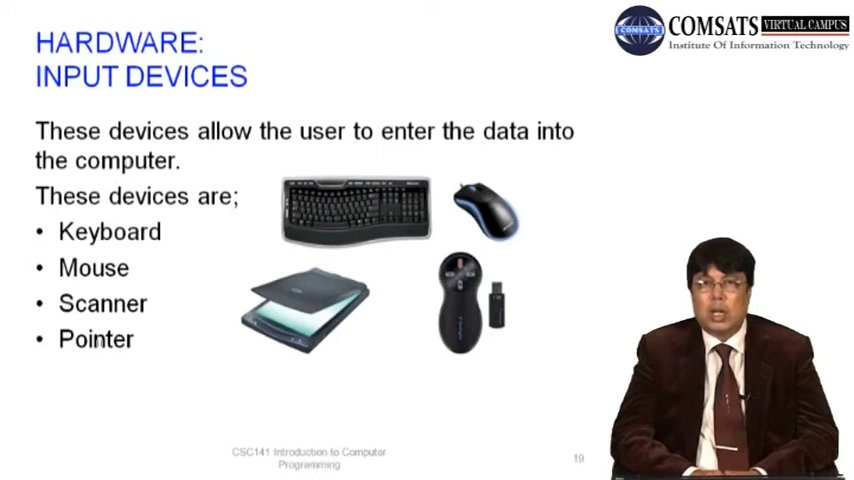 HARDWARE:
INPUT DEVICES
COMSATS
COMSATS VIRTUAL CAMPUS
Institute Of Information Technology
These devices allow the user to enter the data into
the computer.
These devices are;
• Keyboard
• Mouse
• Scanner
• Pointer
CSC141 Introduction to Computer
Programming
19